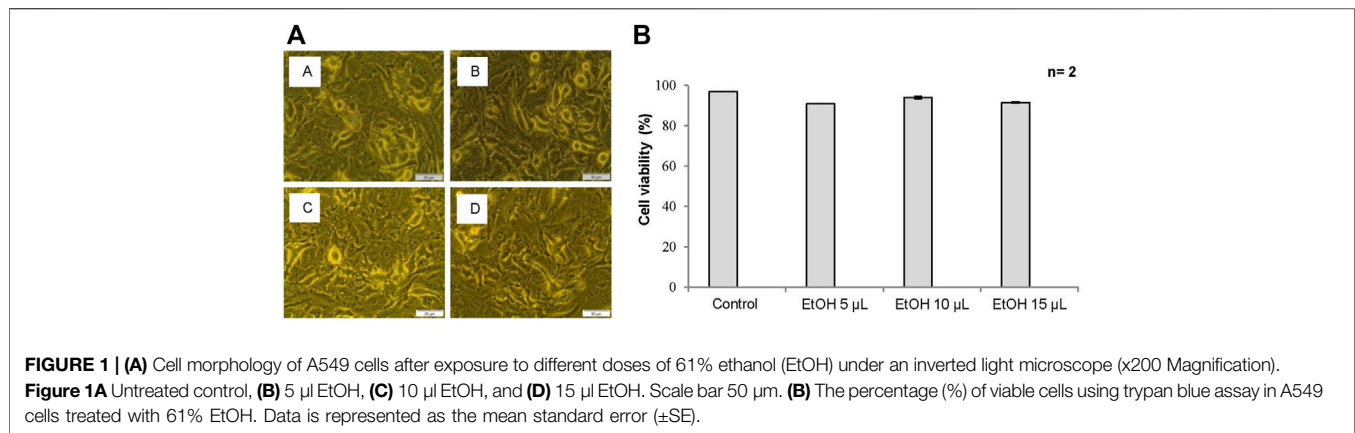 A
B
A
B
C
D
50 µm
50 µm
n= 2
Cell viability (%)
100
80
60
40
20
0
Control
EtOH 5 µL
EtOH 10 µL
EtOH 15 µL
FIGURE 1 | (A) Cell morphology of A549 cells after exposure to different doses of 61% ethanol (EtOH) under an inverted light microscope (x200 Magnification).
Figure 1A Untreated control, (B) 5 µl EtOH, (C) 10 µl EtOH, and (D) 15 µl EtOH. Scale bar 50 µm. (B) The percentage (%) of viable cells using trypan blue assay in A549
cells treated with 61% EtOH. Data is represented as the mean standard error (±SE).